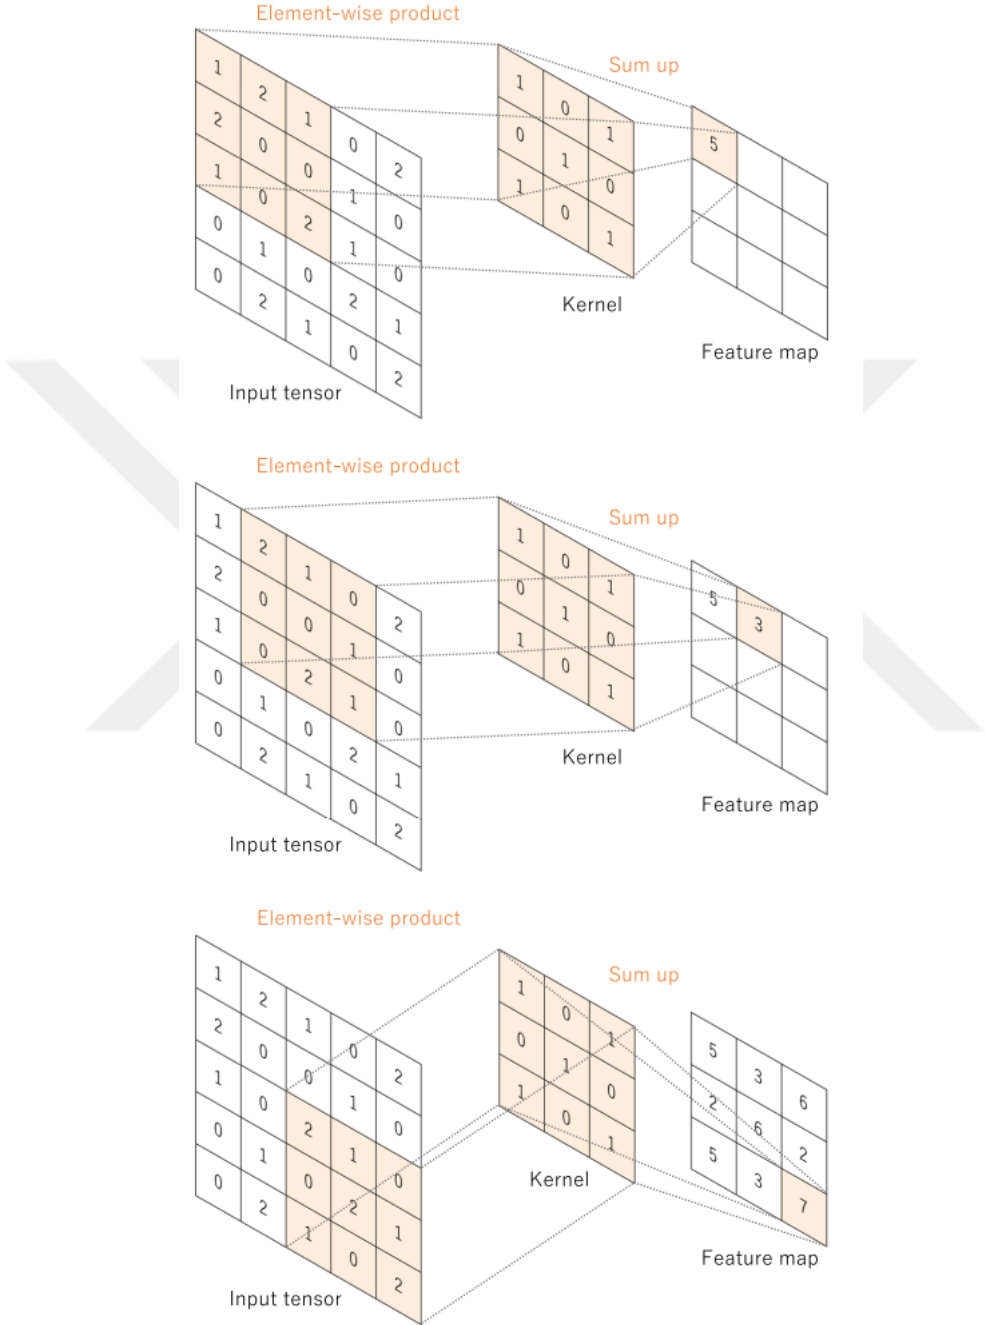 Element-wise product
Sum up
1 2 1 0 2
2 0 0 1 0
1 0 2 1 0
0 1 0 2 1
0 2 1 0 2
Input tensor
1 0 1
0 1 0
1 0 1
Kernel
5
Feature map
Element-wise product
Sum up
1 2 1 0 2
2 0 0 1 0
1 0 2 1 0
0 1 0 2 1
0 2 1 0 2
Input tensor
1 0 1
0 1 0
1 0 1
Kernel
5 3
Feature map
Element-wise product
Sum up
1 2 1 0 2
2 0 0 1 0
1 0 2 1 0
0 1 0 2 1
0 2 1 0 2
Input tensor
1 0 1
0 1 0
1 0 1
Kernel
5 3 6
2 6 2
5 3 7
Feature map